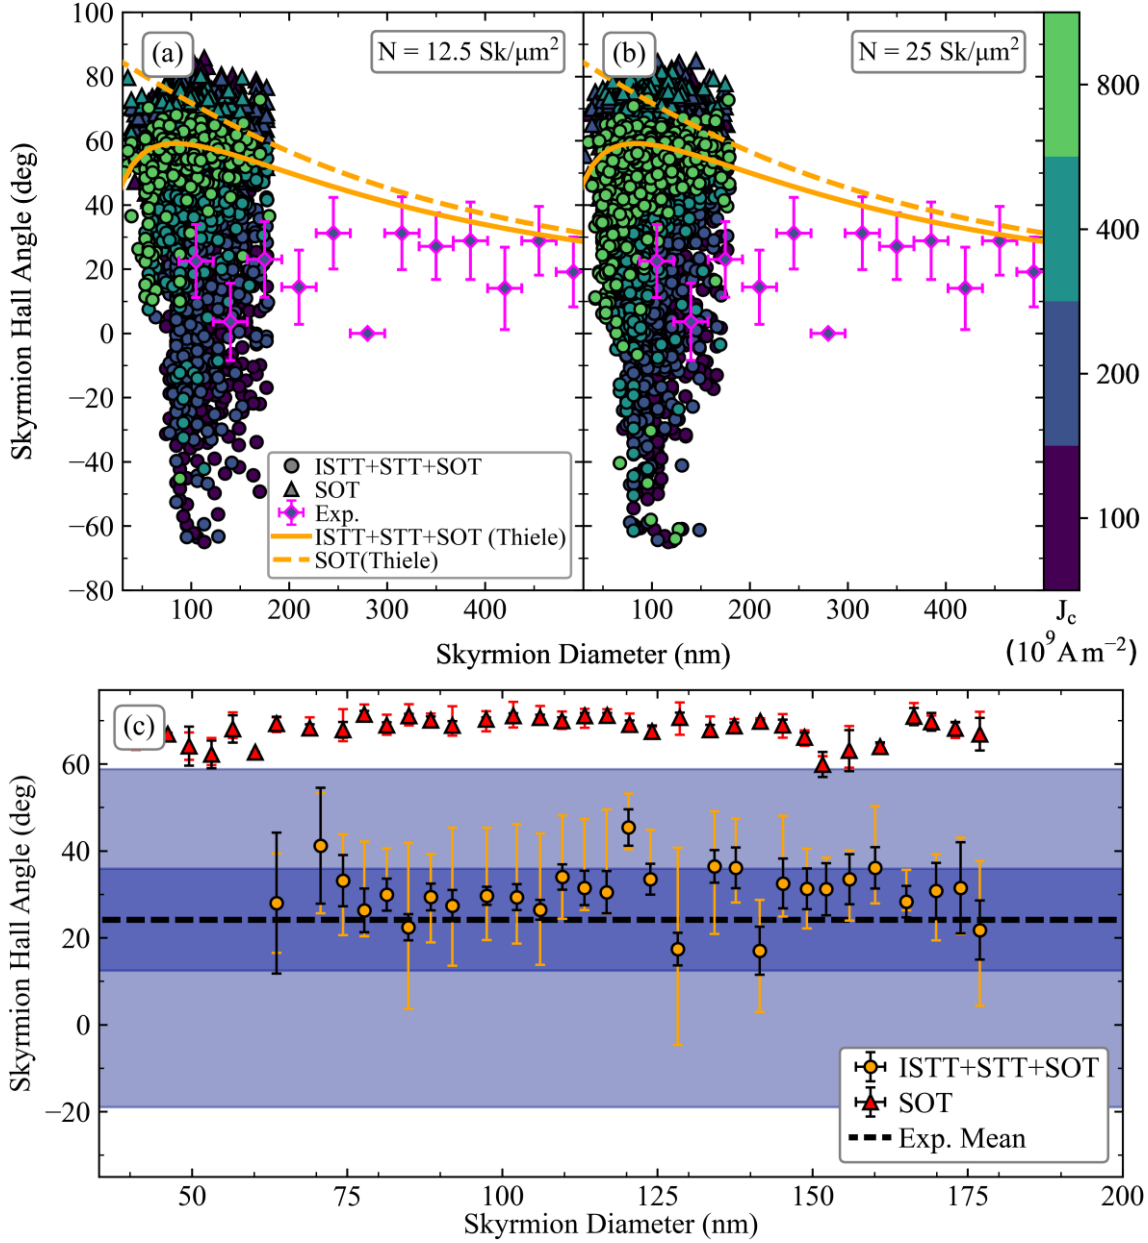 100
80
60
40
20
0
−20
−40
−60
−80
Skyrmion Hall Angle (deg)
(a)
N = 12.5 Sk/μm²
ISTT+STT+SOT
SOT
Exp.
ISTT+STT+SOT (Thiele)
SOT(Thiele)
100
200
300
400
(b)
N = 25 Sk/μm²
100
200
300
400
Skyrmion Diameter (nm)
800
400
200
100
J_c
(10⁹Am⁻²)
(c)
60
40
20
0
−20
Skyrmion Hall Angle (deg)
ISTT+STT+SOT
SOT
Exp. Mean
50
75
100
125
150
175
200
Skyrmion Diameter (nm)